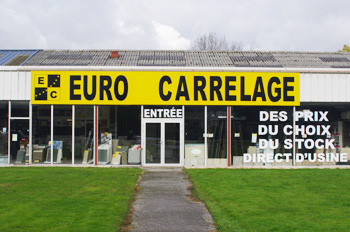 E
C
EURO CARRELAGE
ENTRÉE
DES PRIX
DU CHOIX
DU STOCK
DIRECT D'USINE